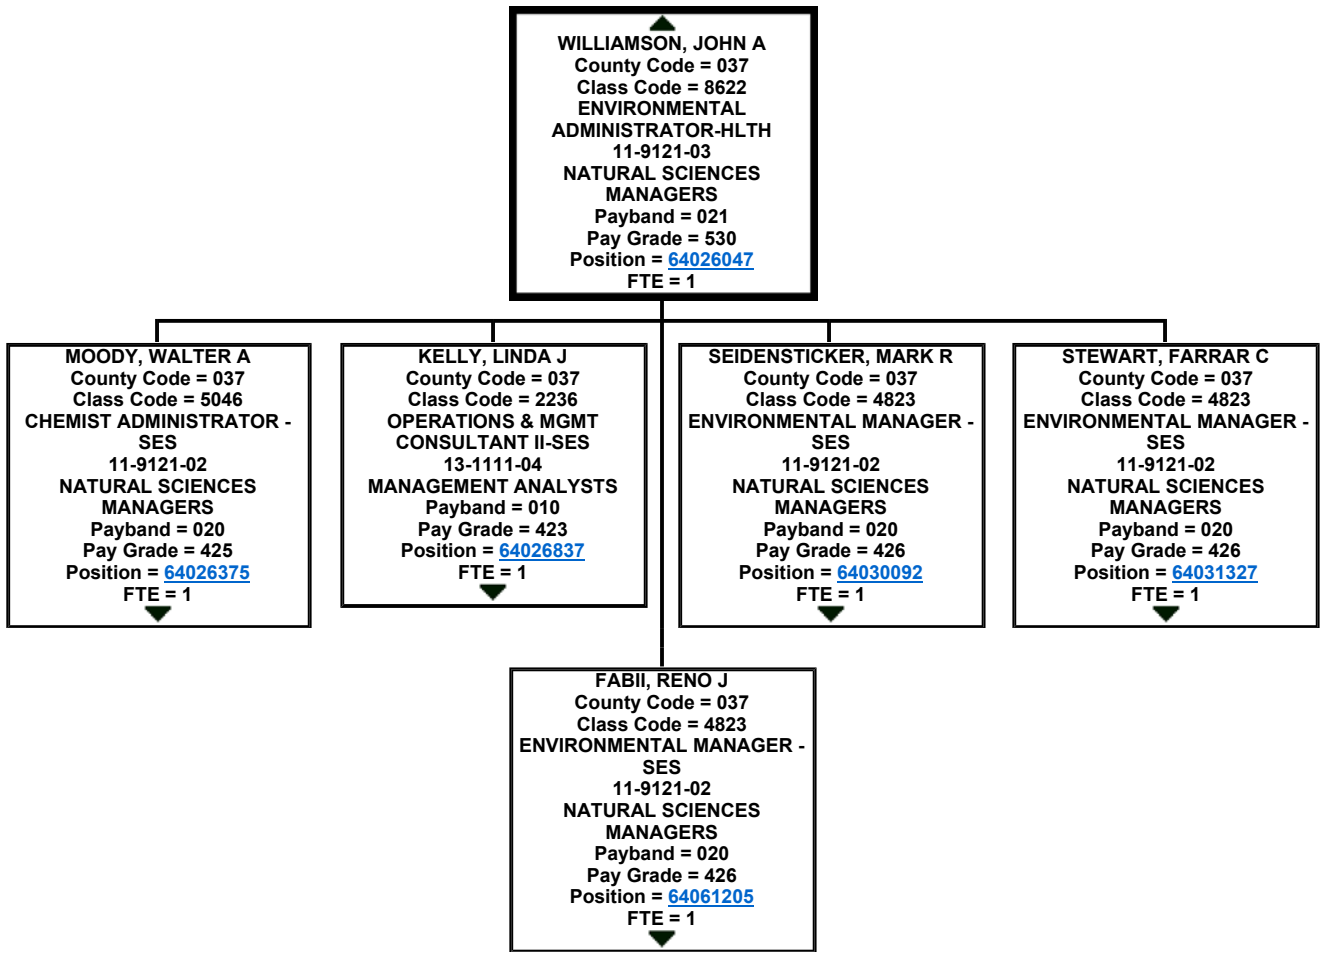 WILLIAMSON, JOHN A
County Code = 037
Class Code = 8622
ENVIRONMENTAL
ADMINISTRATOR-HLTH
11-9121-03
NATURAL SCIENCES
MANAGERS
Payband = 021
Pay Grade = 530
Position = 64026047
FTE = 1
MOODY, WALTER A
County Code = 037
Class Code = 5046
CHEMIST ADMINISTRATOR -
SES
11-9121-02
NATURAL SCIENCES
MANAGERS
Payband = 020
Pay Grade = 425
Position = 64026375
FTE = 1
KELLY, LINDA J
County Code = 037
Class Code = 2236
OPERATIONS & MGMT
CONSULTANT II-SES
13-1111-04
MANAGEMENT ANALYSTS
Payband = 010
Pay Grade = 423
Position = 64026837
FTE = 1
SEIDENSTICKER, MARK R
County Code = 037
Class Code = 4823
ENVIRONMENTAL MANAGER -
SES
11-9121-02
NATURAL SCIENCES
MANAGERS
Payband = 020
Pay Grade = 426
Position = 64030092
FTE = 1
STEWART, FARRAR C
County Code = 037
Class Code = 4823
ENVIRONMENTAL MANAGER -
SES
11-9121-02
NATURAL SCIENCES
MANAGERS
Payband = 020
Pay Grade = 426
Position = 64031327
FTE = 1
FABII, RENO J
County Code = 037
Class Code = 4823
ENVIRONMENTAL MANAGER -
SES
11-9121-02
NATURAL SCIENCES
MANAGERS
Payband = 020
Pay Grade = 426
Position = 64061205
FTE = 1